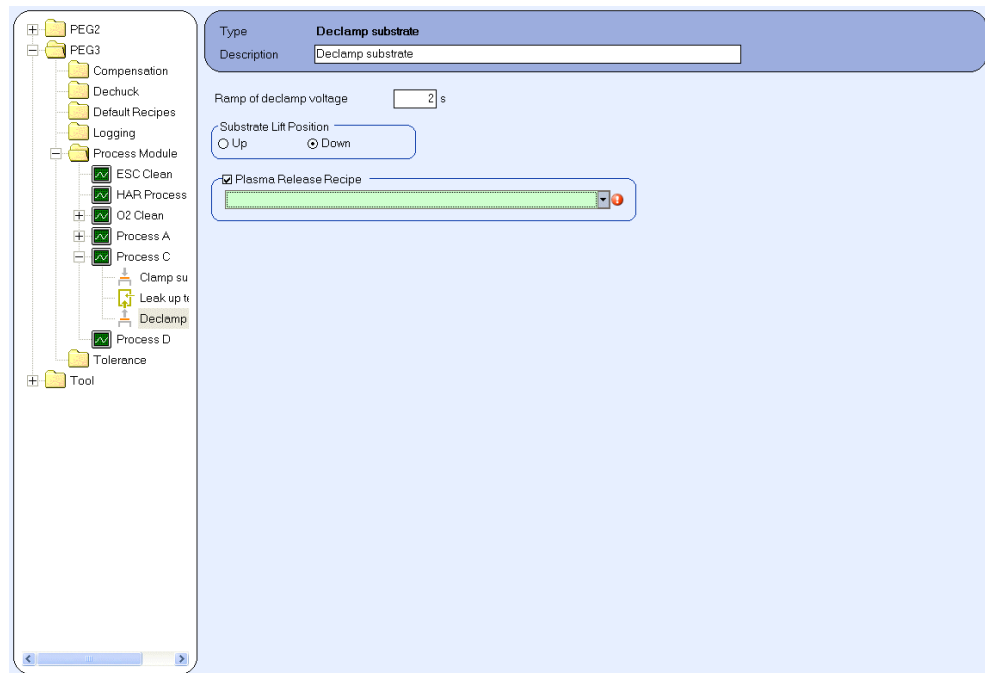 PEG2
PEG3
Compensation
Dechuck
Default Recipes
Logging
Process Module
ESC Clean
HAR Process
O2 Clean
Process A
Process C
Clamp su
Leak up te
Declamp
Process D
Tolerance
Tool
Type Declamp substrate
Description Declamp substrate
Ramp of declamp voltage 2 s
Substrate Lift Position
Up Down
Plasma Release Recipe